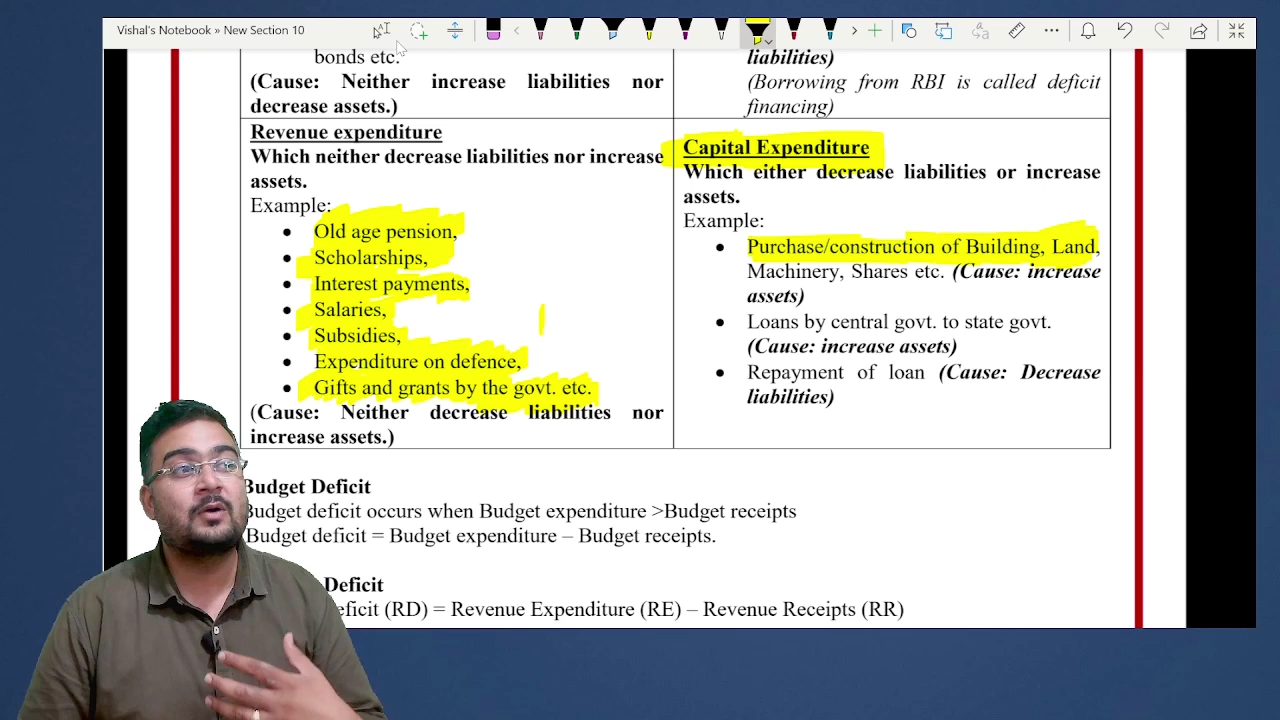 Vishal's Notebook » New Section 10
bonds etc.
(Cause: Neither increase liabilities nor
decrease assets.)
liabilities)
(Borrowing from RBI is called deficit
financing)
Revenue expenditure
Which neither decrease liabilities nor increase
assets.
Example:
Old age pension,
Scholarships,
Interest payments,
Salaries,
Subsidies,
Expenditure on defence,
Gifts and grants by the govt. etc.
(Cause: Neither decrease liabilities nor
increase assets.)
Capital Expenditure
Which either decrease liabilities or increase
assets.
Example:
Purchase/construction of Building, Land,
Machinery, Shares etc. (Cause: increase
assets)
Loans by central govt. to state govt.
(Cause: increase assets)
Repayment of loan (Cause: Decrease
liabilities)
Budget Deficit
Budget deficit occurs when Budget expenditure >Budget receipts
Budget deficit = Budget expenditure – Budget receipts.
Deficit
eficit (RD) = Revenue Expenditure (RE) – Revenue Receipts (RR)